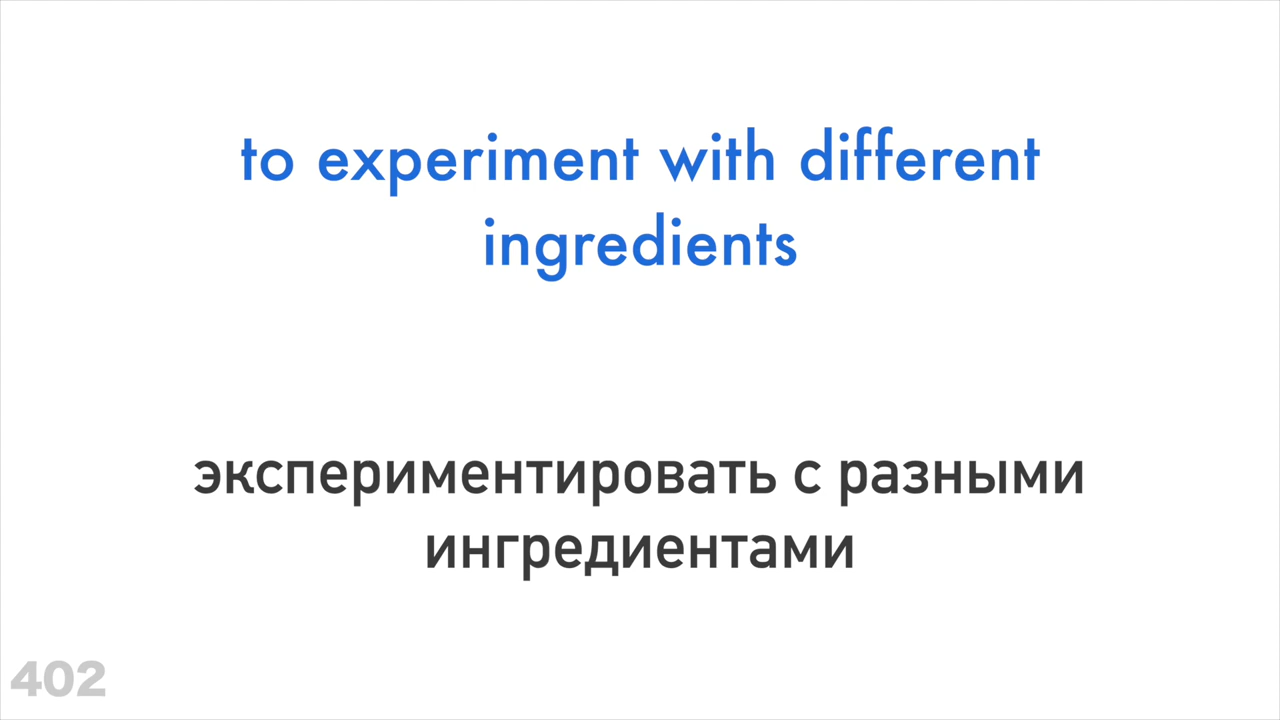 to experiment with different
ingredients
экспериментировать с разными
ингредиентами
402